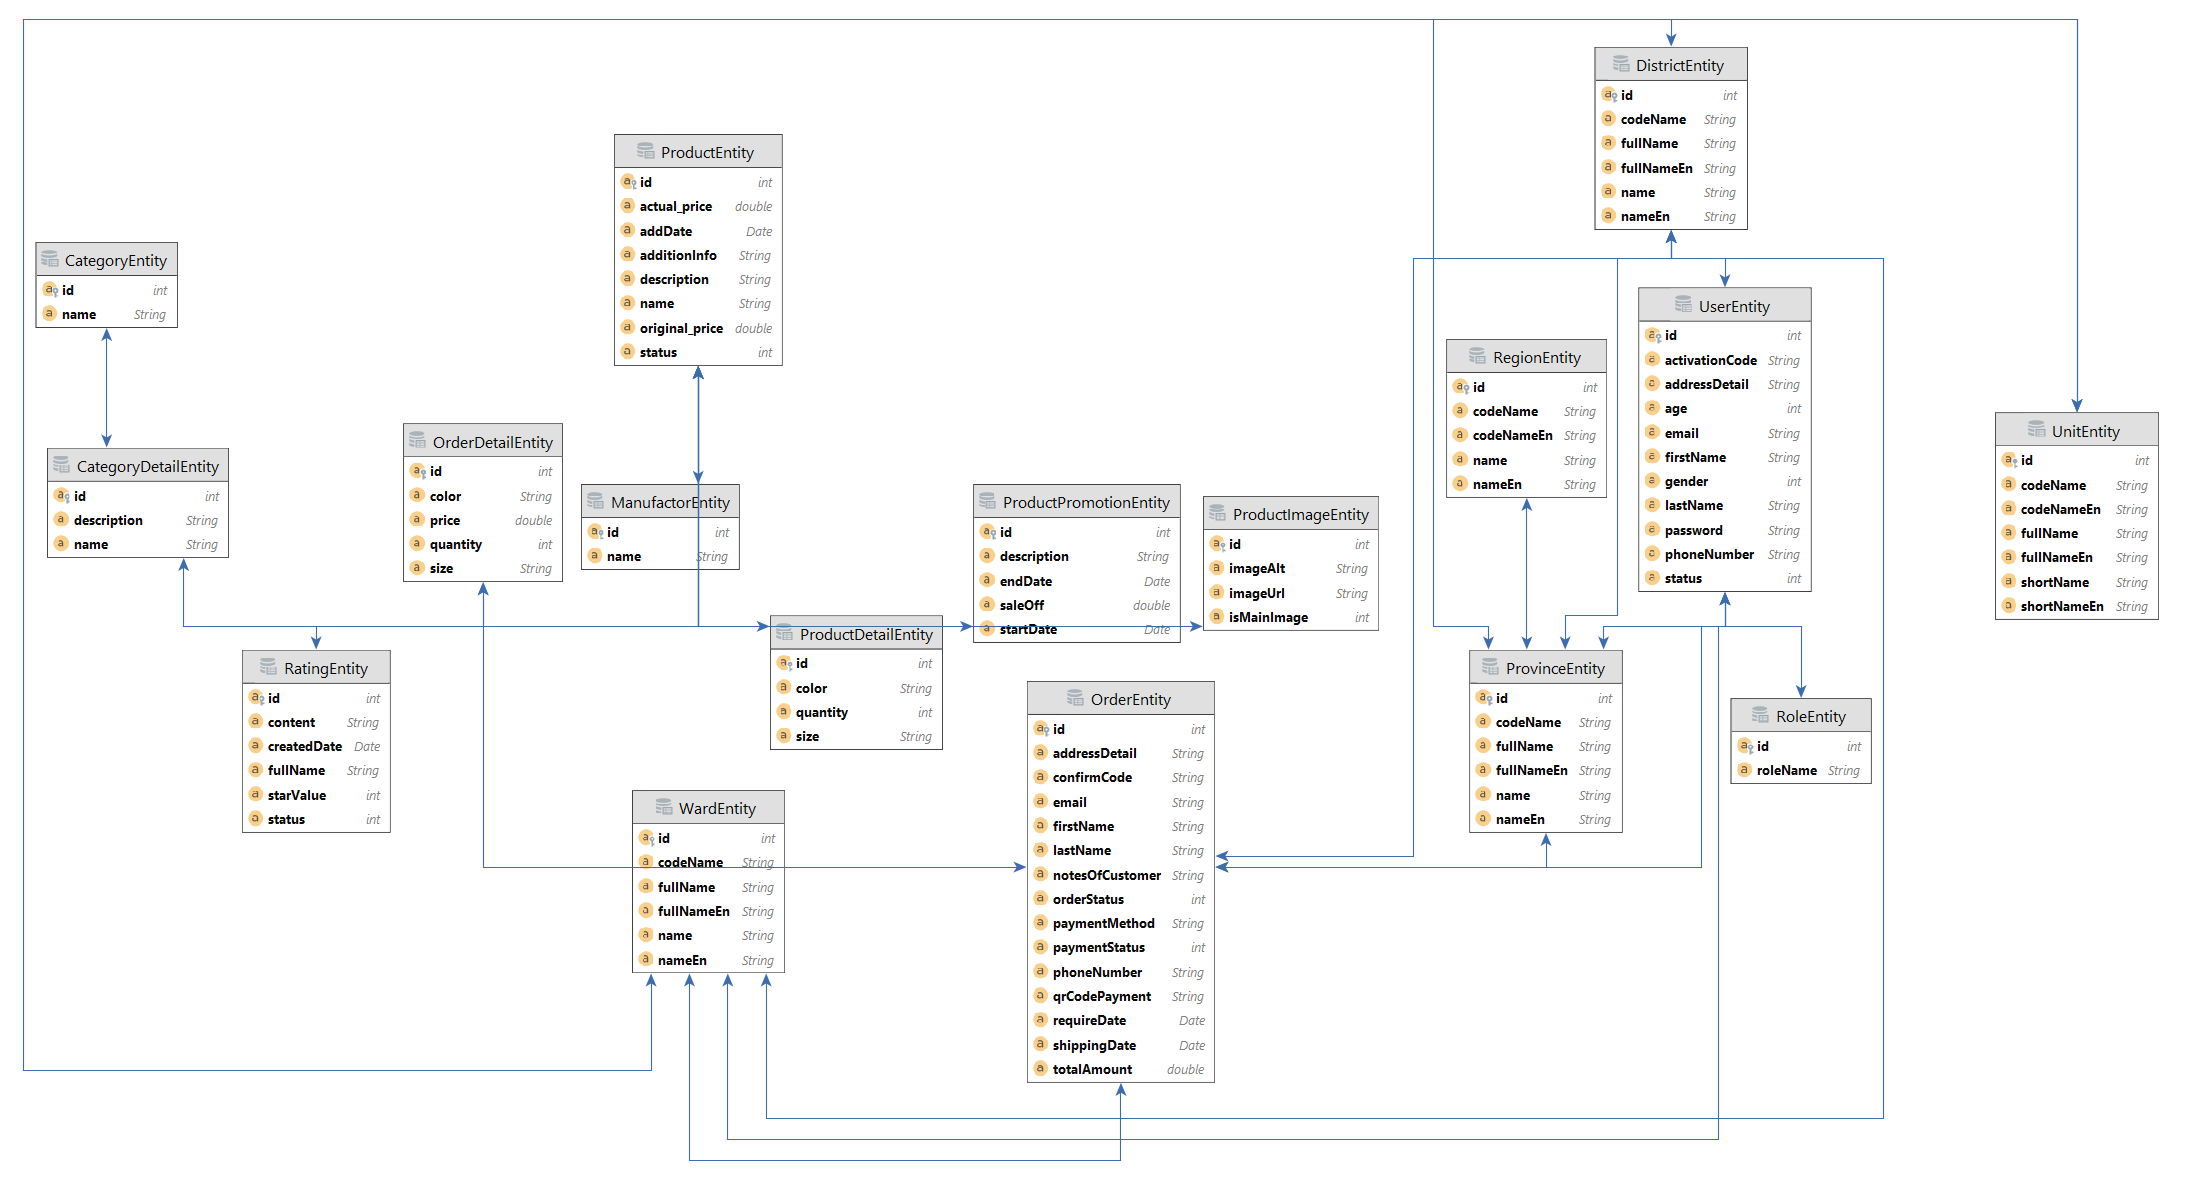 DistrictEntity
id int
codeName String
fullName String
fullNameEn String
name String
nameEn String
ProductEntity
id int
actual_price double
addDate Date
additionInfo String
description String
name String
original_price double
status int
CategoryEntity
id int
name String
UserEntity
id int
activationCode String
addressDetail String
age int
email String
firstName String
gender int
lastName String
password String
phoneNumber String
status int
RegionEntity
id int
codeName String
codeNameEn String
name String
nameEn String
UnitEntity
id int
codeName String
codeNameEn String
fullName String
fullNameEn String
shortName String
shortNameEn String
OrderDetailEntity
id int
color String
price double
quantity int
size String
CategoryDetailEntity
id int
description String
name String
ManufactorEntity
id int
name String
ProductPromotionEntity
id int
description String
endDate Date
saleOff double
startDate Date
ProductImageEntity
id int
imageAlt String
imageUrl String
isMainImage int
ProductDetailEntity
id int
color String
quantity int
size String
RatingEntity
id int
content String
createdDate Date
fullName String
starValue int
status int
ProvinceEntity
id int
codeName String
fullName String
fullNameEn String
name String
nameEn String
OrderEntity
id int
addressDetail String
confirmCode String
email String
firstName String
lastName String
notesOfCustomer String
orderStatus int
paymentMethod String
paymentStatus int
phoneNumber String
qrCodePayment String
requireDate Date
shippingDate Date
totalAmount double
RoleEntity
id int
roleName String
WardEntity
id int
codeName String
fullName String
fullNameEn String
name String
nameEn String